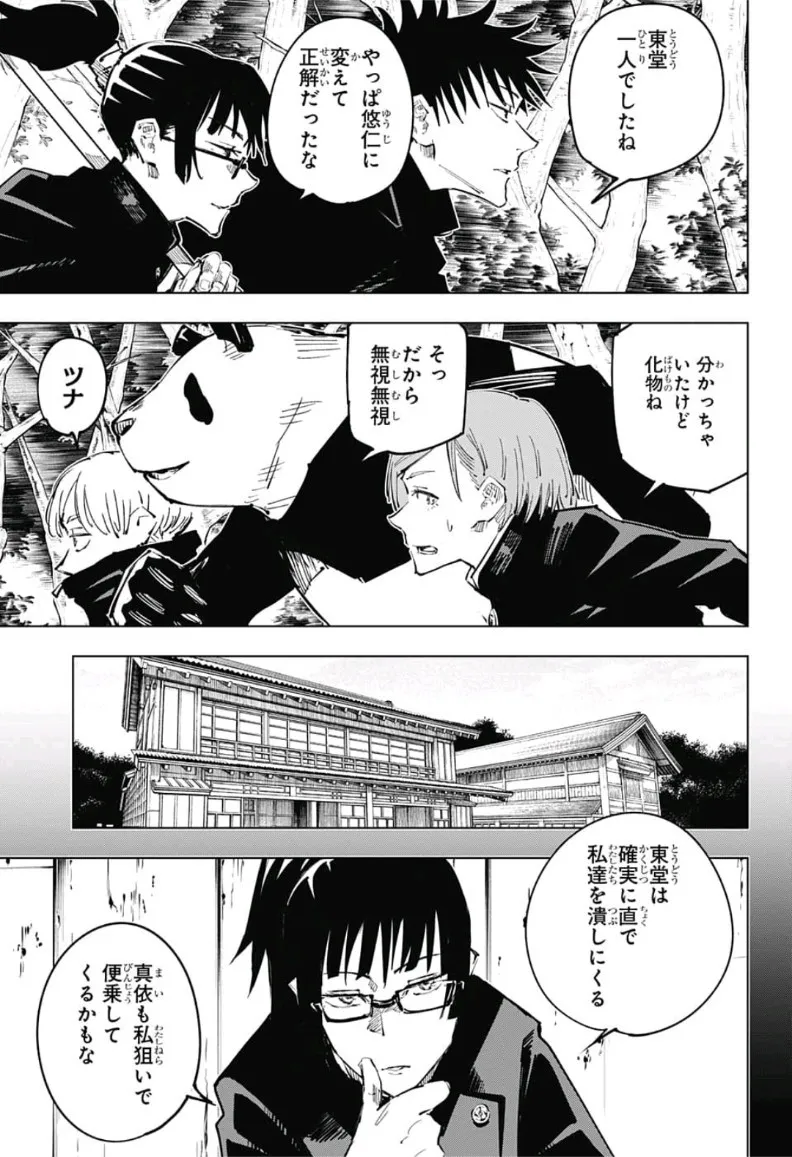 東堂
一人でしたね
やっぱ悠仁に
変えて
正解だったな
分かっちゃ
いたけど
化物ね
そっ
だから
無視無視
ツナ
東堂は
確実に直で
私達を潰しにくる
真依も私狙いで
便乗して
くるかもな